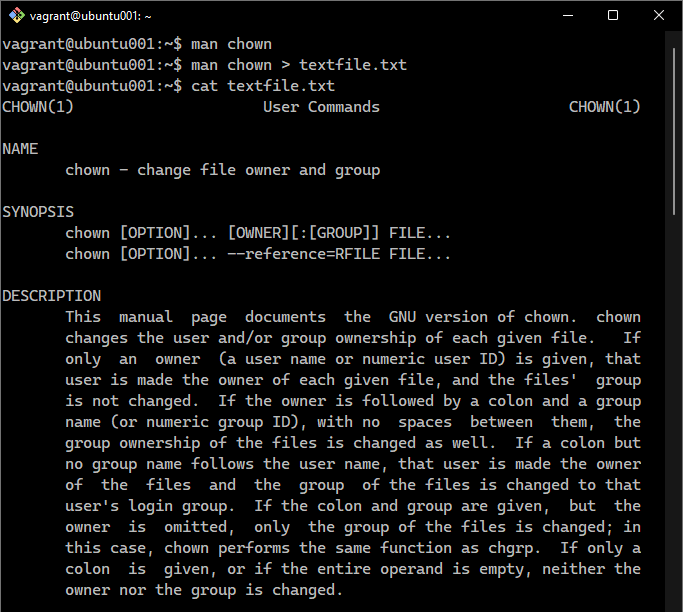 vagrant@ubuntu001: ~
vagrant@ubuntu001:~$ man chown
vagrant@ubuntu001:~$ man chown > textfile.txt
vagrant@ubuntu001:~$ cat textfile.txt
CHOWN(1)                     User Commands                     CHOWN(1)
NAME
       chown - change file owner and group
SYNOPSIS
       chown [OPTION]... [OWNER][:[GROUP]] FILE...
       chown [OPTION]... --reference=RFILE FILE...
DESCRIPTION
       This  manual  page  documents  the  GNU version of chown.  chown
       changes the user and/or group ownership of each given file.   If
       only  an  owner  (a user name or numeric user ID) is given, that
       user is made the owner of each given file, and the files'  group
       is not changed.  If the owner is followed by a colon and a group
       name (or numeric group ID), with no  spaces  between  them,  the
       group ownership of the files is changed as well.  If a colon but
       no group name follows the user name, that user is made the owner
       of  the  files  and  the  group  of the files is changed to that
       user's login group.  If the colon and group are given,  but  the
       owner  is  omitted,  only  the group of the files is changed; in
       this case, chown performs the same function as chgrp.  If only a
       colon  is  given, or if the entire operand is empty, neither the
       owner nor the group is changed.